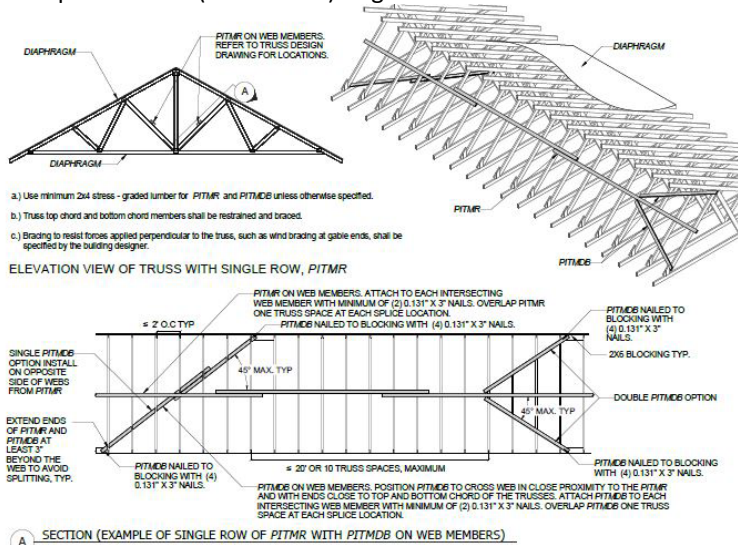 DIAPHRAGM
PITMR ON WEB MEMBERS.
REFER TO TRUSS DESIGN
DRAWING FOR LOCATIONS.
A
DIAPHRAGM
DIAPHRAGM
PITMR
PITMDB
a.) Use minimum 2x4 stress - graded lumber for PITMR and PITMDB unless otherwise specified.
b.) Truss top chord and bottom chord members shall be restrained and braced.
c.) Bracing to resist forces applied perpendicular to the truss, such as wind bracing at gable ends, shall be
specified by the building designer.
ELEVATION VIEW OF TRUSS WITH SINGLE ROW, PITMR
PITMR ON WEB MEMBERS. ATTACH TO EACH INTERSECTING
WEB MEMBER WITH MINIMUM OF (2) 0.131" X 3" NAILS. OVERLAP PITMR
ONE TRUSS SPACE AT EACH SPLICE LOCATION.
≤ 2' O.C TYP
PITMDB NAILED TO BLOCKING WITH (4) 0.131" X 3" NAILS.
PITMDB NAILED TO
BLOCKING WITH
(4) 0.131" X 3"
NAILS.
2X6 BLOCKING TYP.
SINGLE PITMDB
OPTION INSTALL
ON OPPOSITE
SIDE OF WEBS
FROM PITMR
45° MAX. TYP
DOUBLE PITMDB OPTION
45° MAX. TYP
EXTEND ENDS
OF PITMR AND
PITMDB AT
LEAST 3"
BEYOND THE
WEB TO AVOID
SPLITTING, TYP.
PITMDB NAILED TO
BLOCKING WITH (4)
0.131" X 3" NAILS.
≤ 20' OR 10 TRUSS SPACES, MAXIMUM
PITMDB NAILED TO BLOCKING
WITH (4) 0.131" X 3" NAILS.
PITMDB ON WEB MEMBERS. POSITION PITMDB TO CROSS WEB IN CLOSE PROXIMITY TO THE PITMR
AND WITH ENDS CLOSE TO TOP AND BOTTOM CHORD OF THE TRUSSES. ATTACH PITMDB TO EACH
INTERSECTING WEB MEMBER WITH MINIMUM OF (2) 0.131" X 3" NAILS. OVERLAP PITMDB ONE TRUSS
SPACE AT EACH SPLICE LOCATION.
A SECTION (EXAMPLE OF SINGLE ROW OF PITMR WITH PITMDB ON WEB MEMBERS)